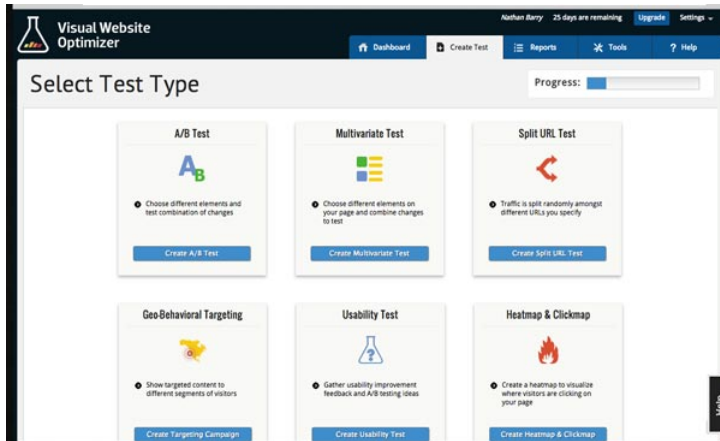 Nathan Barry 25 days are remaining Upgrade Settings
Visual Website
Optimizer
Dashboard Create Test Reports Tools ? Help
Select Test Type
Progress:
A/B Test
Multivariate Test
Split URL Test
AB
Choose different elements and
test combination of changes
Choose different elements on
your page and combine changes
to test
Traffic is split randomly amongst
different URLs you specify
Create A/B Test
Create Multivariate Test
Create Split URL Test
Geo-Behavioral Targeting
Usability Test
Heatmap & Clickmap
?
Show targeted content to
different segments of visitors
Gather usability improvement
feedback and A/B testing ideas
Create a heatmap to visualize
where visitors are clicking on
your page
Create Targeting Campaign
Create Usability Test
Create Heatmap & Clickmap
Help